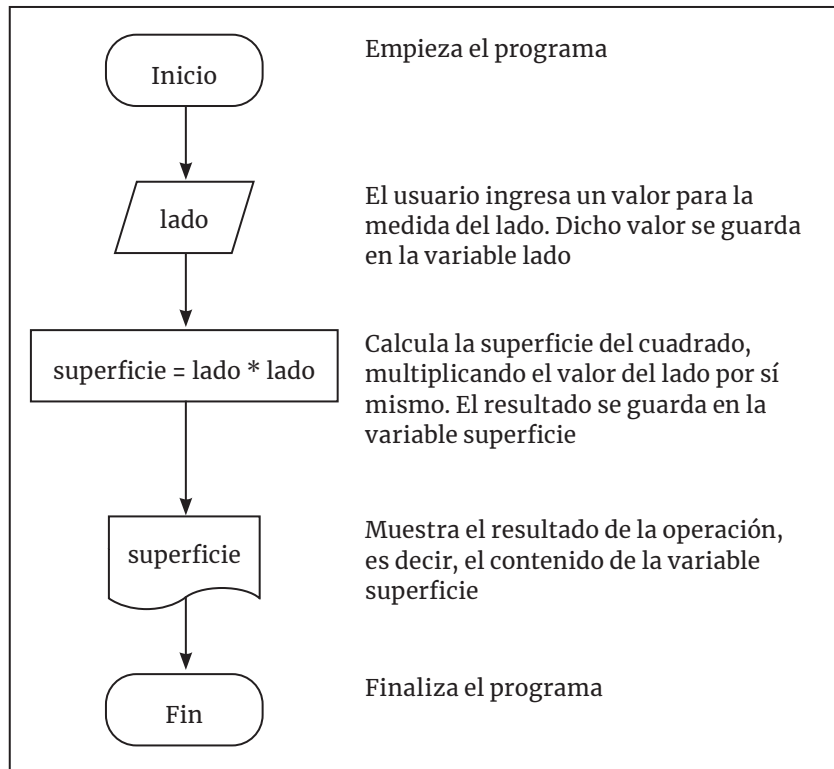 Inicio
Empieza el programa
lado
El usuario ingresa un valor para la
medida del lado. Dicho valor se guarda
en la variable lado
superficie = lado * lado
Calcula la superficie del cuadrado,
multiplicando el valor del lado por sí
mismo. El resultado se guarda en la
variable superficie
superficie
Muestra el resultado de la operación,
es decir, el contenido de la variable
superficie
Fin
Finaliza el programa